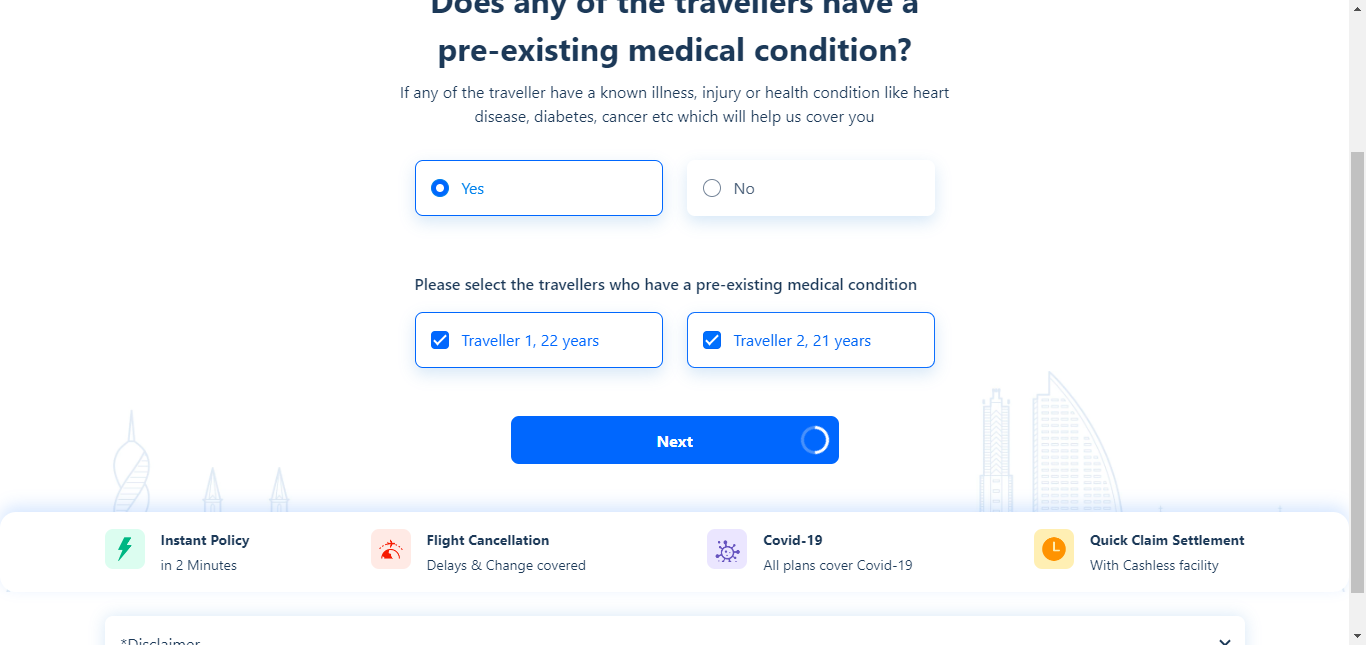 Does any of the travellers have a
pre-existing medical condition?
If any of the traveller have a known illness, injury or health condition like heart
disease, diabetes, cancer etc which will help us cover you
Yes
No
Please select the travellers who have a pre-existing medical condition
Traveller 1, 22 years
Traveller 2, 21 years
Next
Instant Policy
in 2 Minutes
Flight Cancellation
Delays & Change covered
Covid-19
All plans cover Covid-19
Quick Claim Settlement
With Cashless facility
*Disclaimer